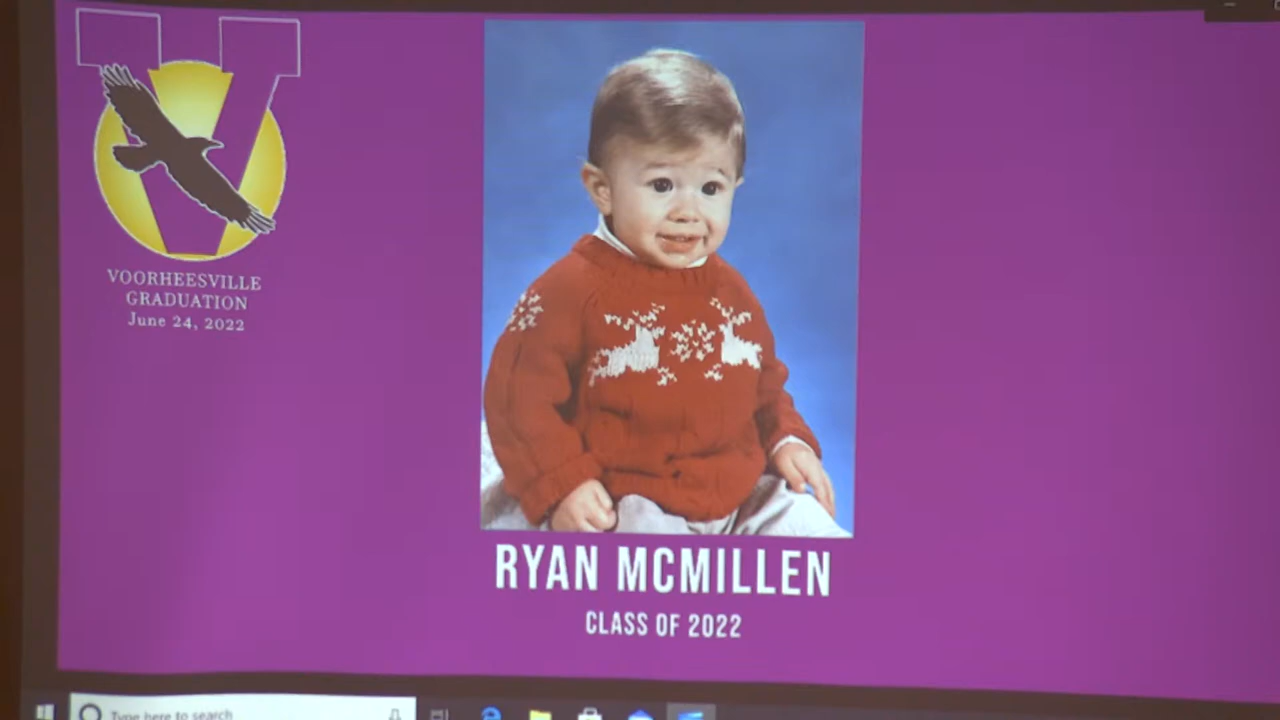 VOORHEESVILLE
GRADUATION
June 24, 2022
RYAN MCMILLEN
CLASS OF 2022
Type here to search